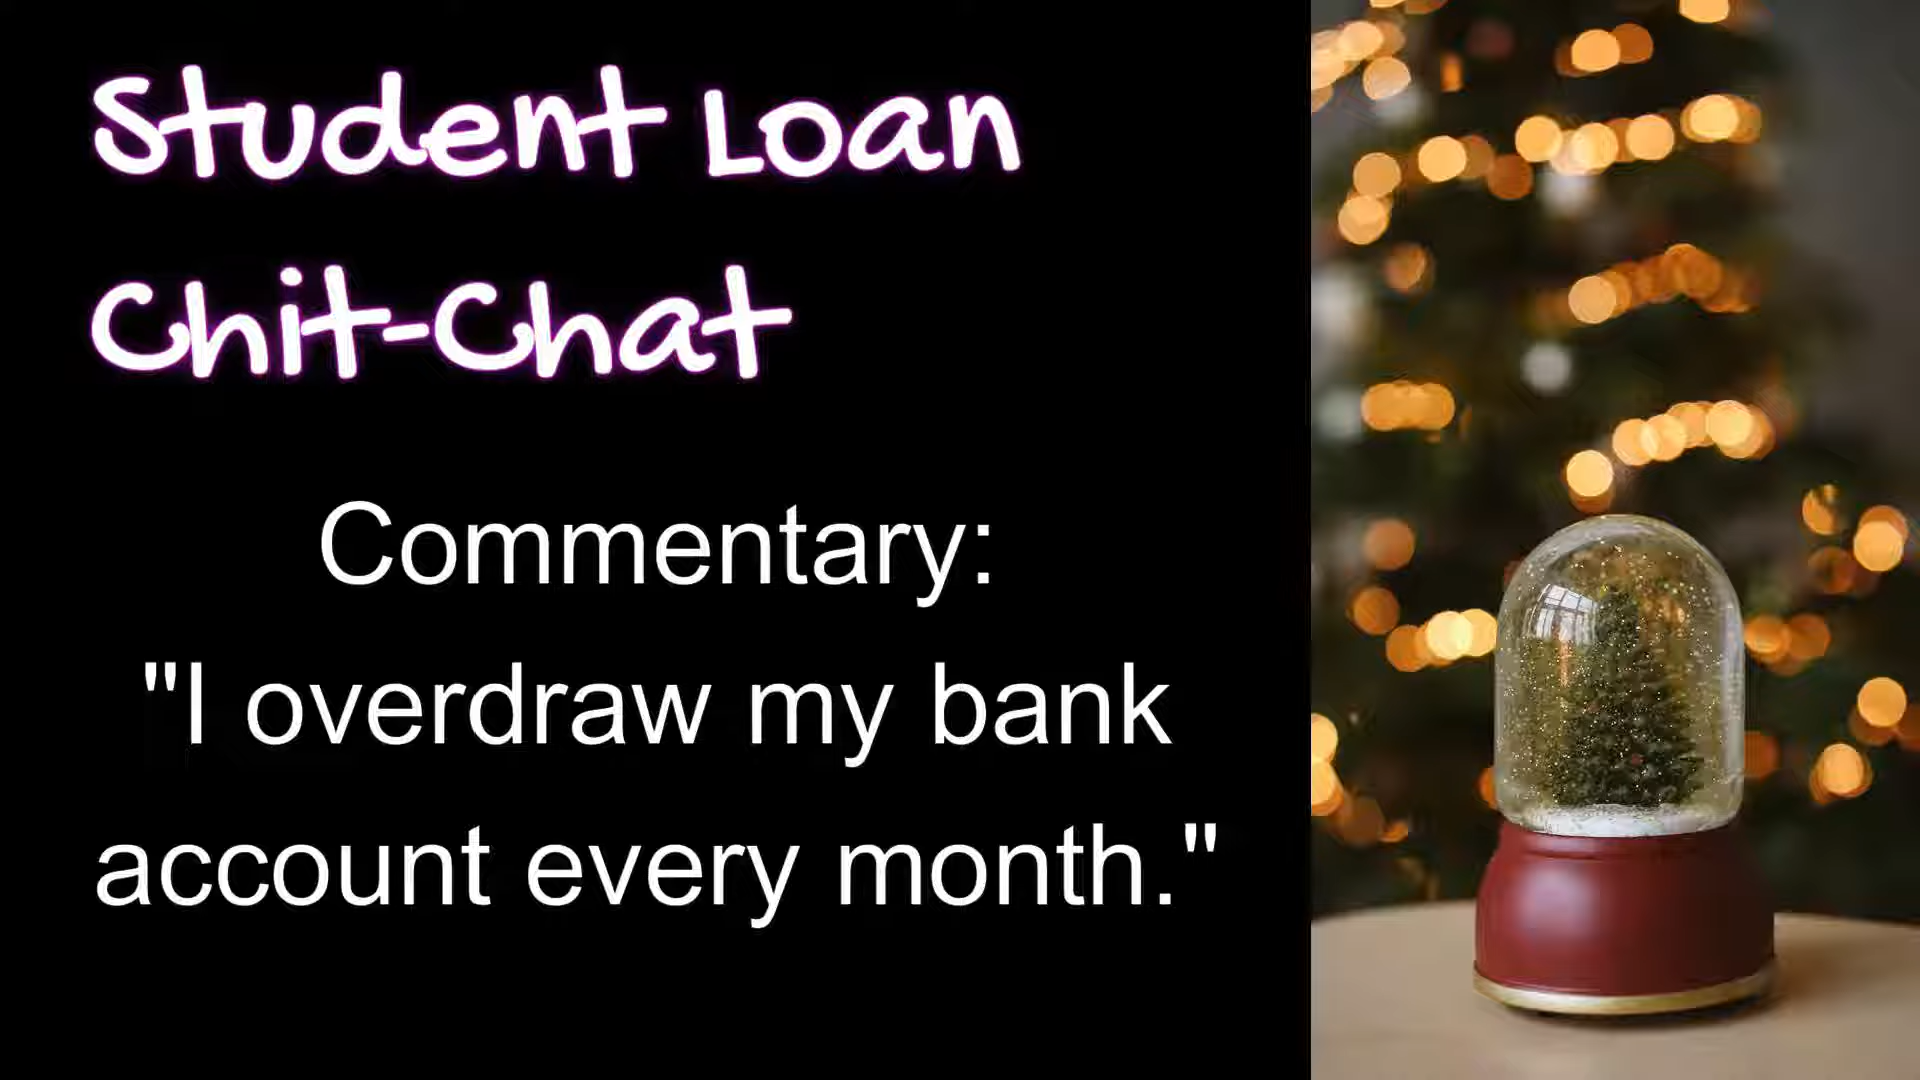 Student Loan
Chit-Chat
Commentary:
"I overdraw my bank
account every month."